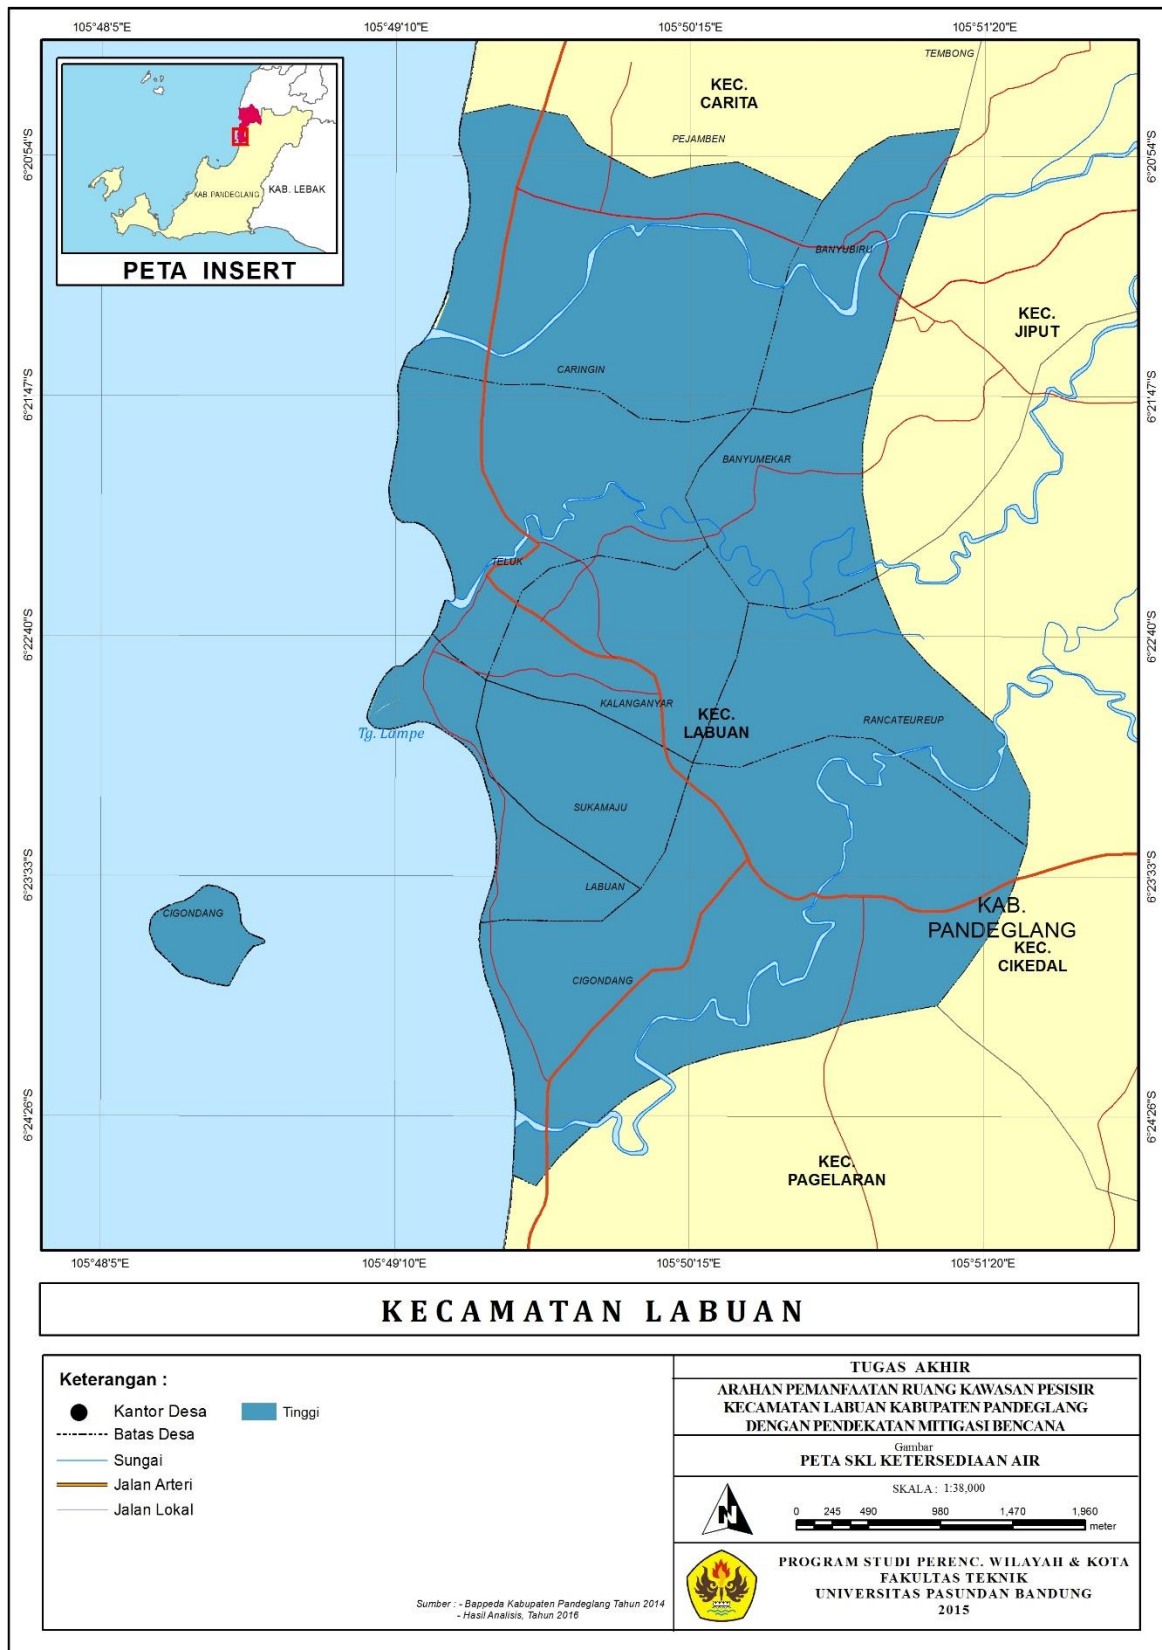 105°48'5"E
105°49'10"E
105°50'15"E
105°51'20"E
6°20'54"S
6°21'47"S
6°22'40"S
6°23'33"S
6°24'26"S
6°20'54"S
6°21'47"S
6°22'40"S
6°23'33"S
6°24'26"S
KAB. PANDEGLANG
KAB. LEBAK
PETA INSERT
TEMBONG
KEC.
CARITA
PEJAMBEN
BANYUBIRU
KEC.
JIPUT
CARINGIN
BANYUMEKAR
TELUK
KALANGANYAR
KEC.
LABUAN
RANCATEUREUP
Tg. Lampe
SUKAMAJU
LABUAN
CIGONDANG
CIGONDANG
KAB.
PANDEGLANG
KEC.
CIKEDAL
KEC.
PAGELARAN
105°48'5"E
105°49'10"E
105°50'15"E
105°51'20"E
KECAMATAN LABUAN
Keterangan :
Kantor Desa
Tinggi
Batas Desa
Sungai
Jalan Arteri
Jalan Lokal
Sumber : - Bappeda Kabupaten Pandeglang Tahun 2014
- Hasil Analisis, Tahun 2016
TUGAS AKHIR
ARAHAN PEMANFAATAN RUANG KAWASAN PESISIR
KECAMATAN LABUAN KABUPATEN PANDEGLANG
DENGAN PENDEKATAN MITIGASI BENCANA
Gambar
PETA SKL KETERSEDIAAN AIR
SKALA : 1:38,000
N
0 245 490 980 1,470 1,960
meter
PROGRAM STUDI PERENC. WILAYAH & KOTA
FAKULTAS TEKNIK
UNIVERSITAS PASUNDAN BANDUNG
2015